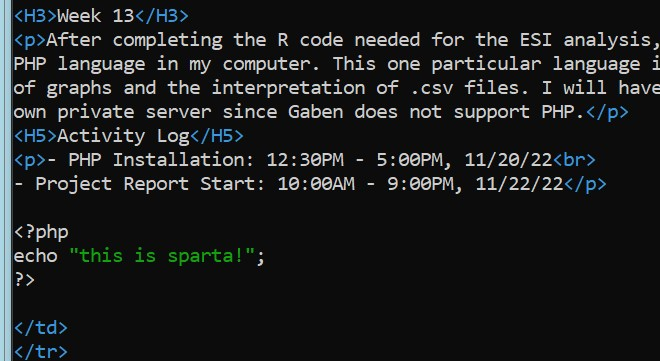 <H3>Week 13</H3>
<p>After completing the R code needed for the ESI analysis,
PHP language in my computer. This one particular language i
of graphs and the interpretation of .csv files. I will have
own private server since Gaben does not support PHP.</p>
<H5>Activity Log</H5>
<p>- PHP Installation: 12:30PM - 5:00PM, 11/20/22<br>
- Project Report Start: 10:00AM - 9:00PM, 11/22/22</p>
<?php
echo "this is sparta!";
?>
</td>
</tr>